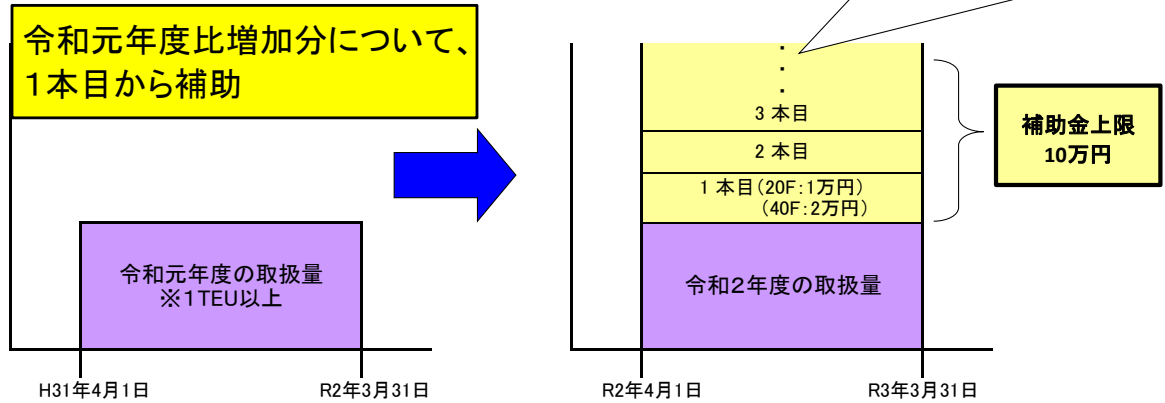 令和元年度比増加分について、
1本目から補助
令和元年度の取扱量
※1TEU以上
H31年4月1日
R2年3月31日
・
・
・
3 本目
2 本目
1 本目(20F:1万円)
(40F:2万円)
令和2年度の取扱量
R2年4月1日
R3年3月31日
補助金上限
10万円